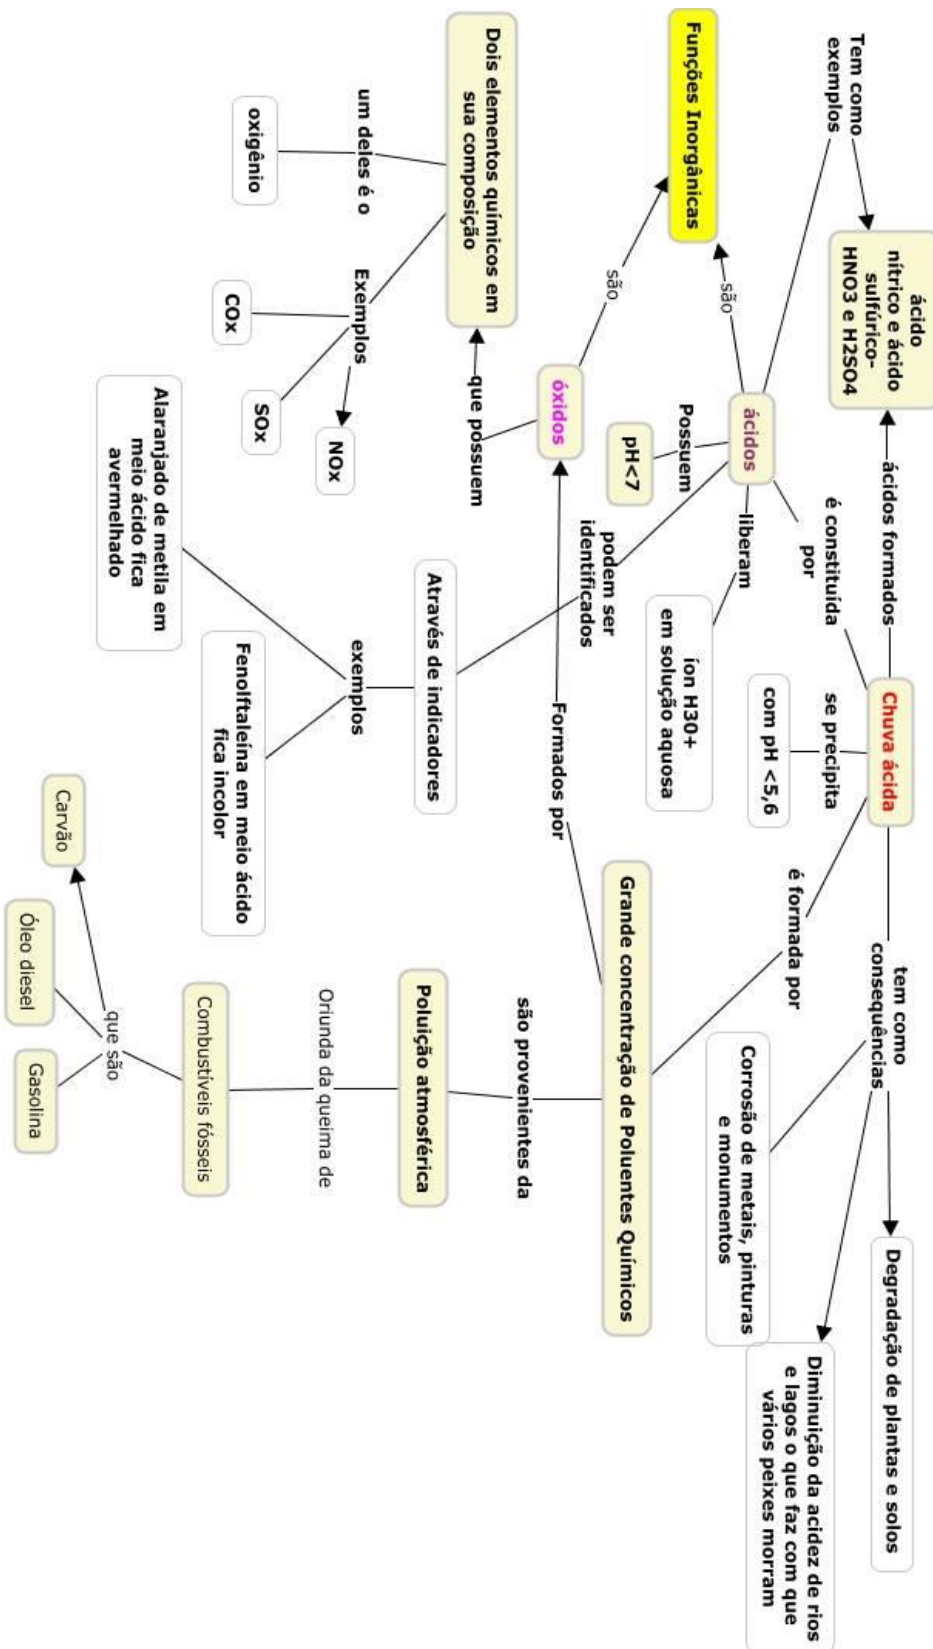 Chuva ácida
ácidos formados
ácido
nítrico e ácido
sulfúrico-
HNO3 e H2SO4
Tem como
exemplos
é constituída
por
se precipita
com pH <5,6
é formada por
tem como
consequências
Degradação de plantas e solos
Diminuição da acidez de rios
e lagos o que faz com que
vários peixes morram
Corrosão de metais, pinturas
e monumentos
Funções Inorgânicas
são
são
ácidos
Possuem
pH<7
liberam
íon H30+
em solução aquosa
podem ser
identificados
Através de indicadores
exemplos
Alaranjado de metila em
meio ácido fica
avermelhado
Fenolftaleína em meio ácido
fica incolor
óxidos
que possuem
Dois elementos químicos em
sua composição
um deles é o
oxigênio
Exemplos
COx
SOx
NOx
Formados por
Grande concentração de Poluentes Químicos
são provenientes da
Poluição atmosférica
Oriunda da queima de
Combustíveis fósseis
que são
Carvão
Óleo diesel
Gasolina